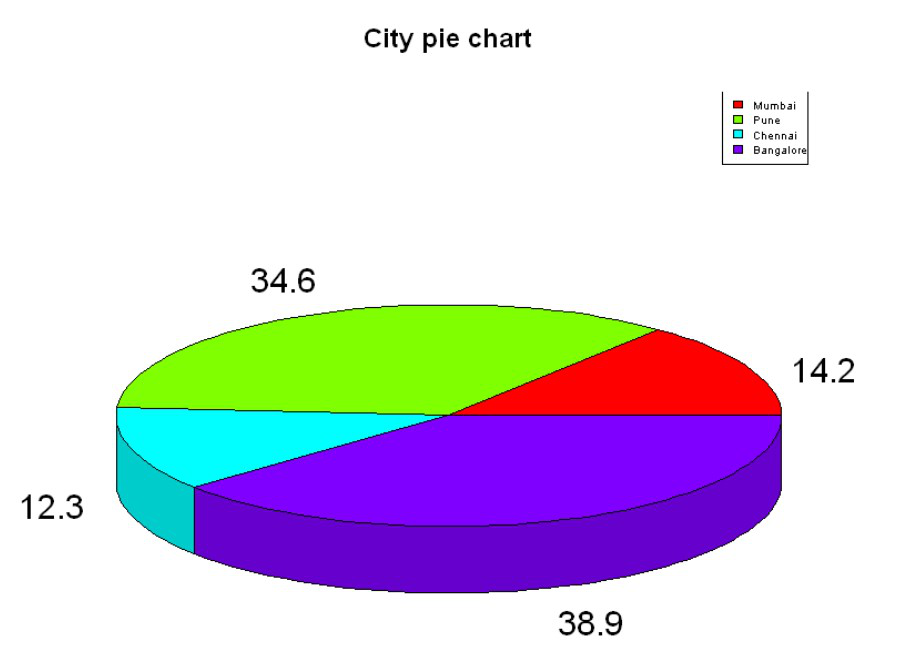 City pie chart
Mumbai
Pune
Chennai
Bangalore
34.6
14.2
12.3
38.9